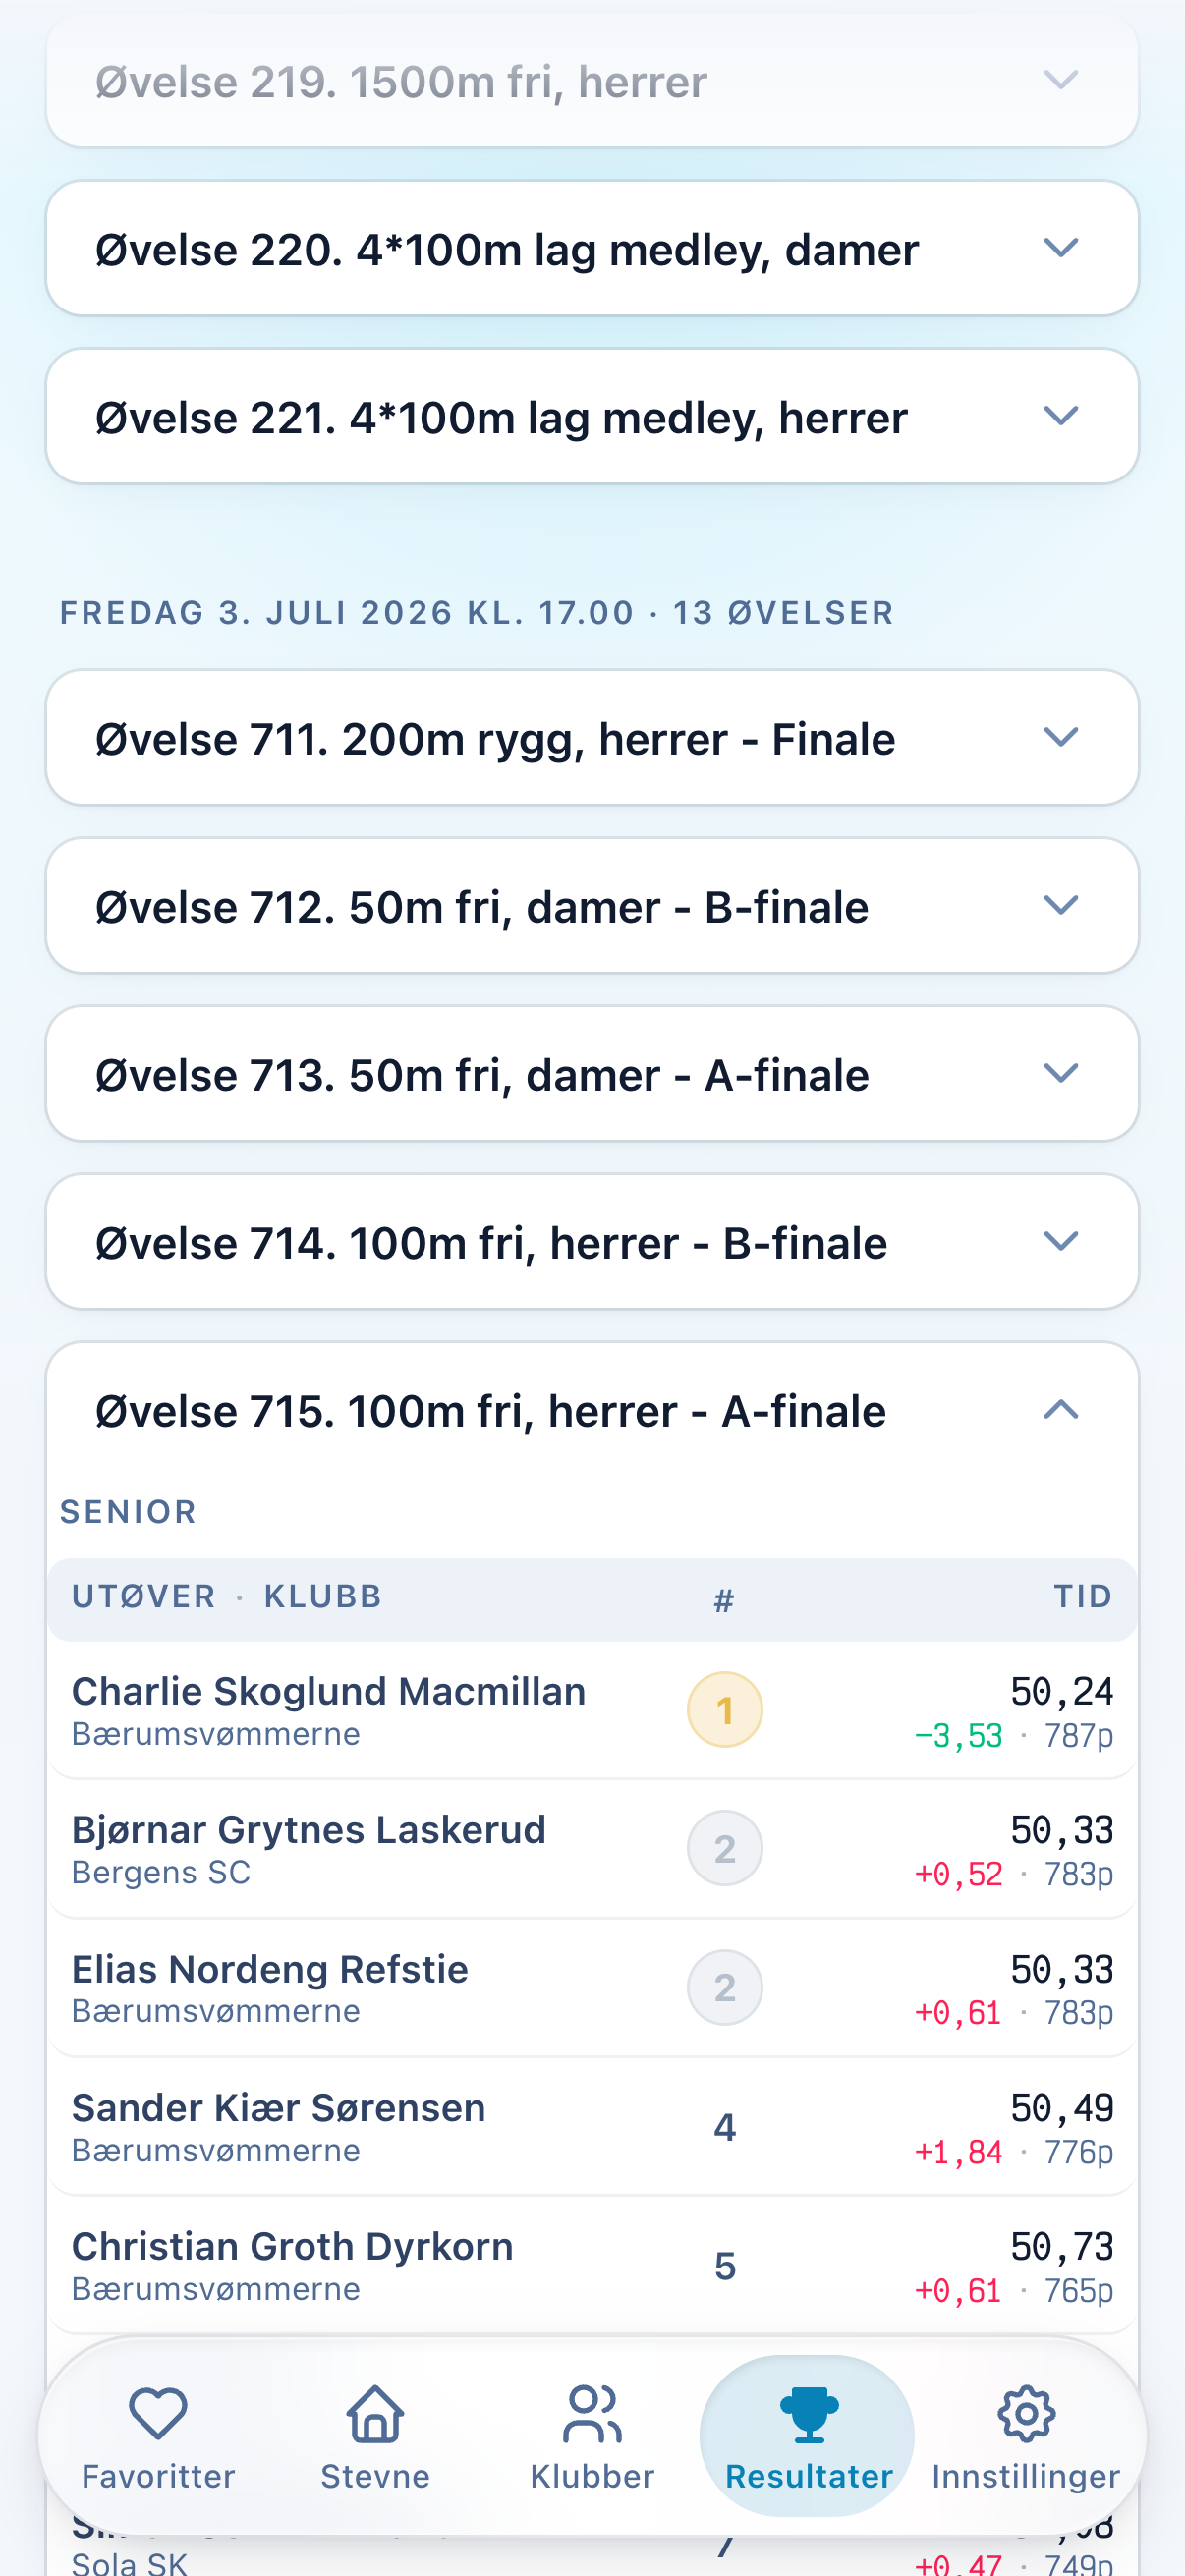 Øvelse 219. 1500m fri, herrer
Øvelse 220. 4*100m lag medley, damer
Øvelse 221. 4*100m lag medley, herrer
FREDAG 3. JULI 2026 KL. 17.00 · 13 ØVELSER
Øvelse 711. 200m rygg, herrer - Finale
Øvelse 712. 50m fri, damer - B-finale
Øvelse 713. 50m fri, damer - A-finale
Øvelse 714. 100m fri, herrer - B-finale
Øvelse 715. 100m fri, herrer - A-finale
SENIOR
UTØVER · KLUBB # TID
Charlie Skoglund Macmillan 1 50,24
Bærumsvømmerne −3,53 · 787p
Bjørnar Grytnes Laskerud 2 50,33
Bergens SC +0,52 · 783p
Elias Nordeng Refstie 2 50,33
Bærumsvømmerne +0,61 · 783p
Sander Kiær Sørensen 4 50,49
Bærumsvømmerne +1,84 · 776p
Christian Groth Dyrkorn 5 50,73
Bærumsvømmerne +0,61 · 765p
Favoritter Stevne Klubber Resultater Innstillinger
7
Sola SK +0,47 · 749p